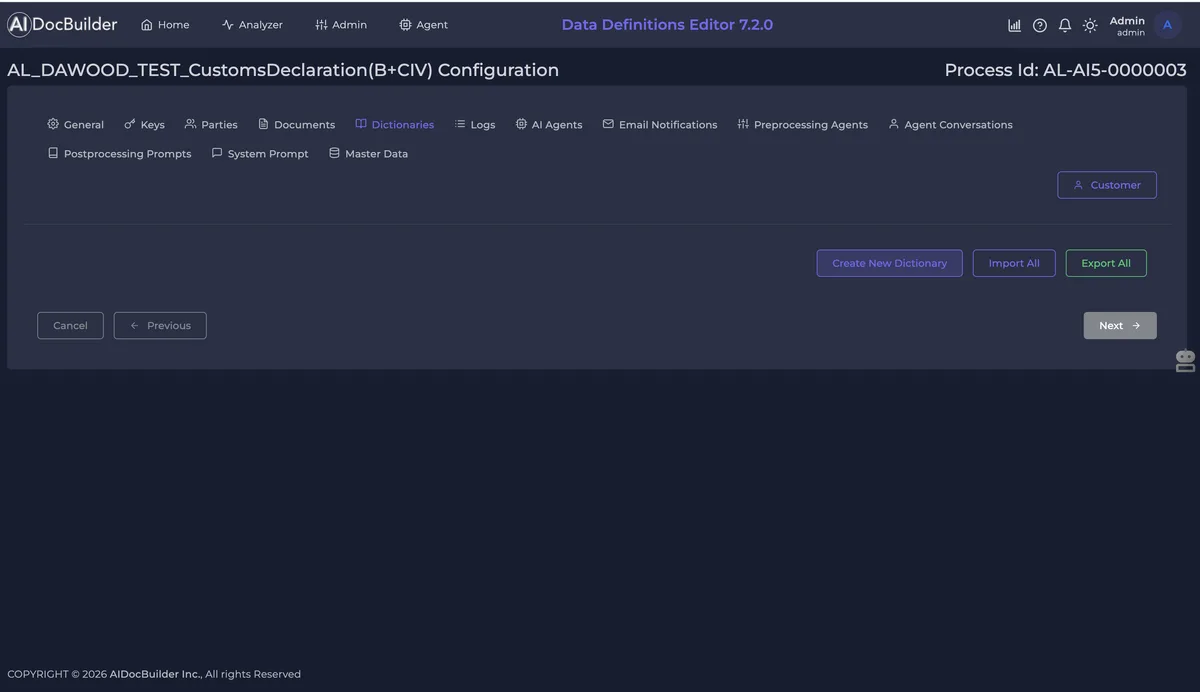 AIDocBuilder Home Analyzer Admin Agent Data Definitions Editor 7.2.0 Admin A
admin
AL_DAWOOD_TEST_CustomsDeclaration(B+CIV) Configuration Process Id: AL-AI5-0000003
General Keys Parties Documents Dictionaries Logs AI Agents Email Notifications Preprocessing Agents Agent Conversations
Postprocessing Prompts System Prompt Master Data
Customer
Create New Dictionary Import All Export All
Cancel Previous Next
COPYRIGHT © 2026 AIDocBuilder Inc., All rights Reserved